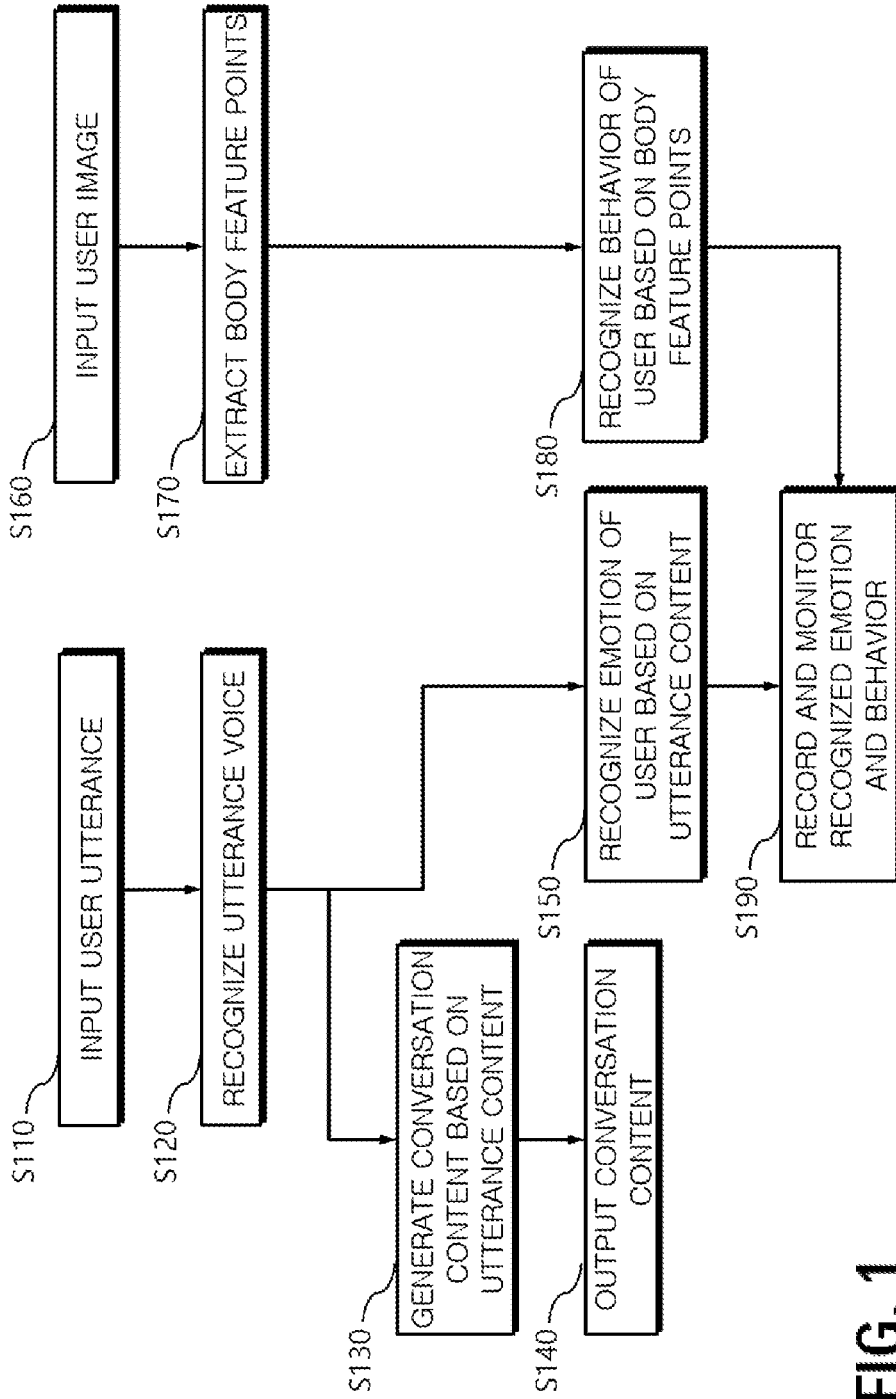 S110
INPUT USER UTTERANCE
S120
RECOGNIZE UTTERANCE VOICE
S130
GENERATE CONVERSATION
CONTENT BASED ON
UTTERANCE CONTENT
S140
OUTPUT CONVERSATION
CONTENT
S150
RECOGNIZE EMOTION OF
USER BASED ON
UTTERANCE CONTENT
S160
INPUT USER IMAGE
S170
EXTRACT BODY FEATURE POINTS
S180
RECOGNIZE BEHAVIOR OF
USER BASED ON BODY
FEATURE POINTS
S190
RECORD AND MONITOR
RECOGNIZED EMOTION
AND BEHAVIOR
FIG. 1